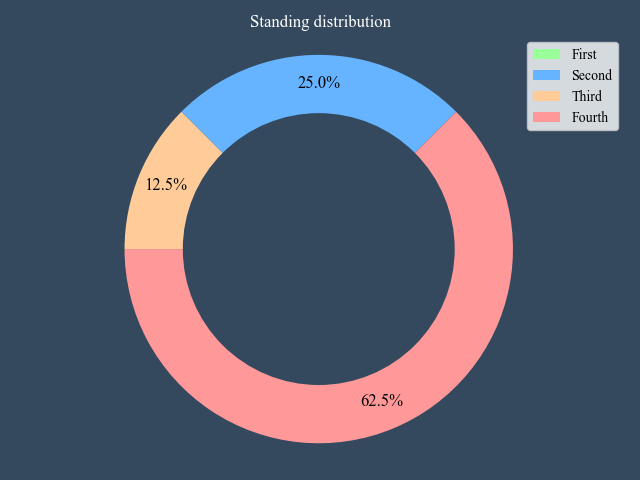 Standing distribution
First
Second
Third
Fourth
25.0%
12.5%
62.5%